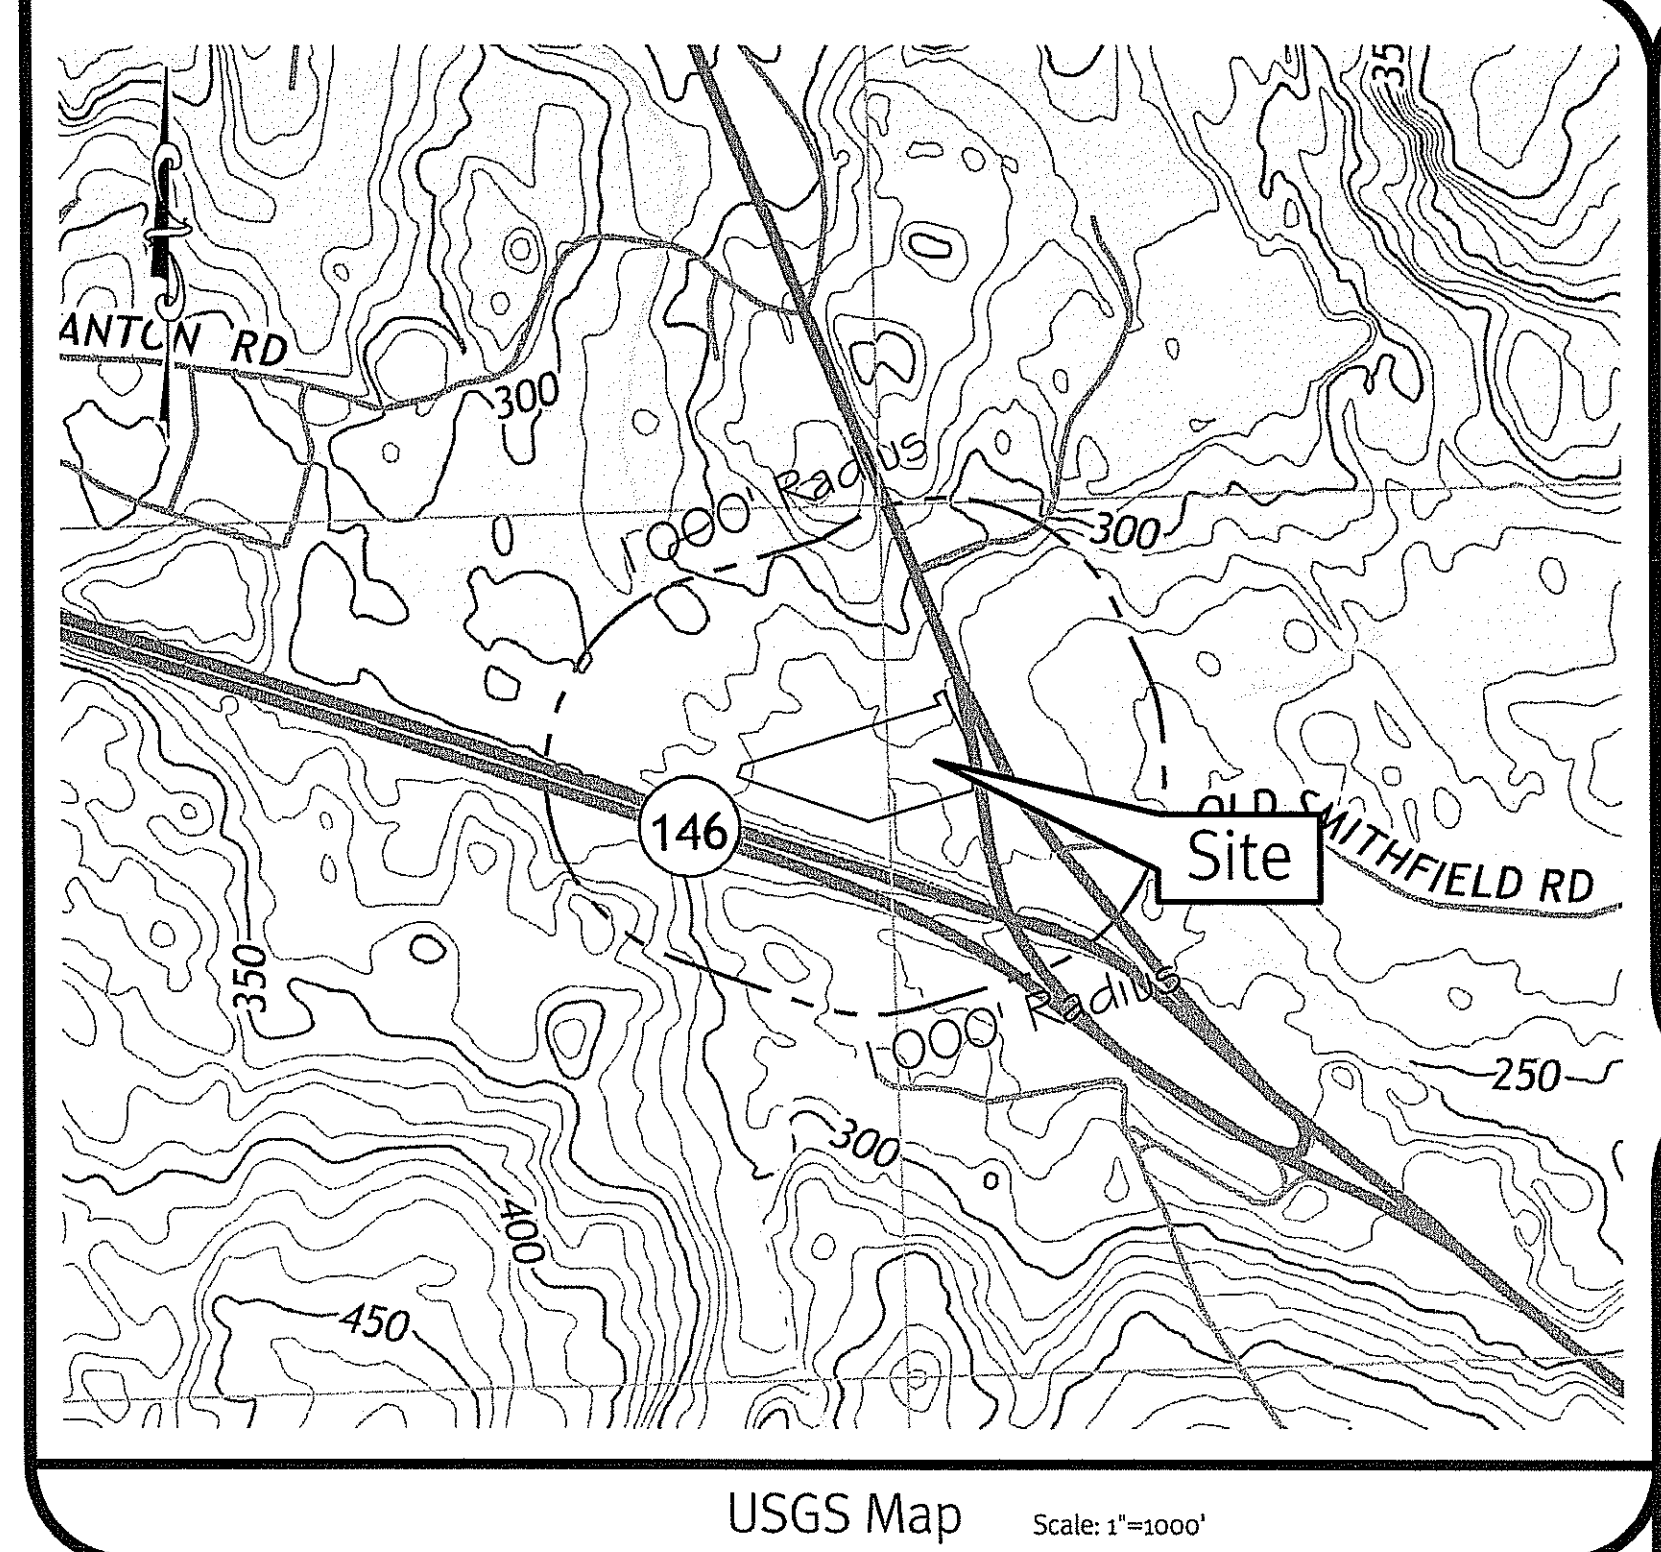 35
ANTON RD
300
1000' Radius
300
146
OLD SMITHFIELD RD
Site
350
1000' Radius
250
300
400
450
USGS Map
Scale: 1"=1000'